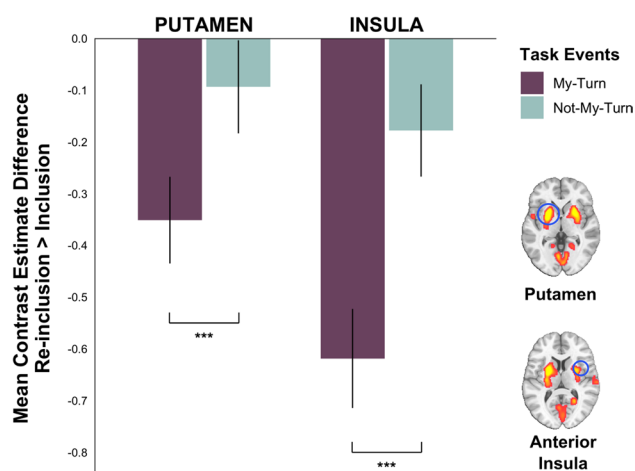 PUTAMEN
INSULA
Mean Contrast Estimate Difference
Re-inclusion > Inclusion
0.0
-0.1
-0.2
-0.3
-0.4
-0.5
-0.6
-0.7
-0.8
***
***
Task Events
My-Turn
Not-My-Turn
Putamen
Anterior
Insula